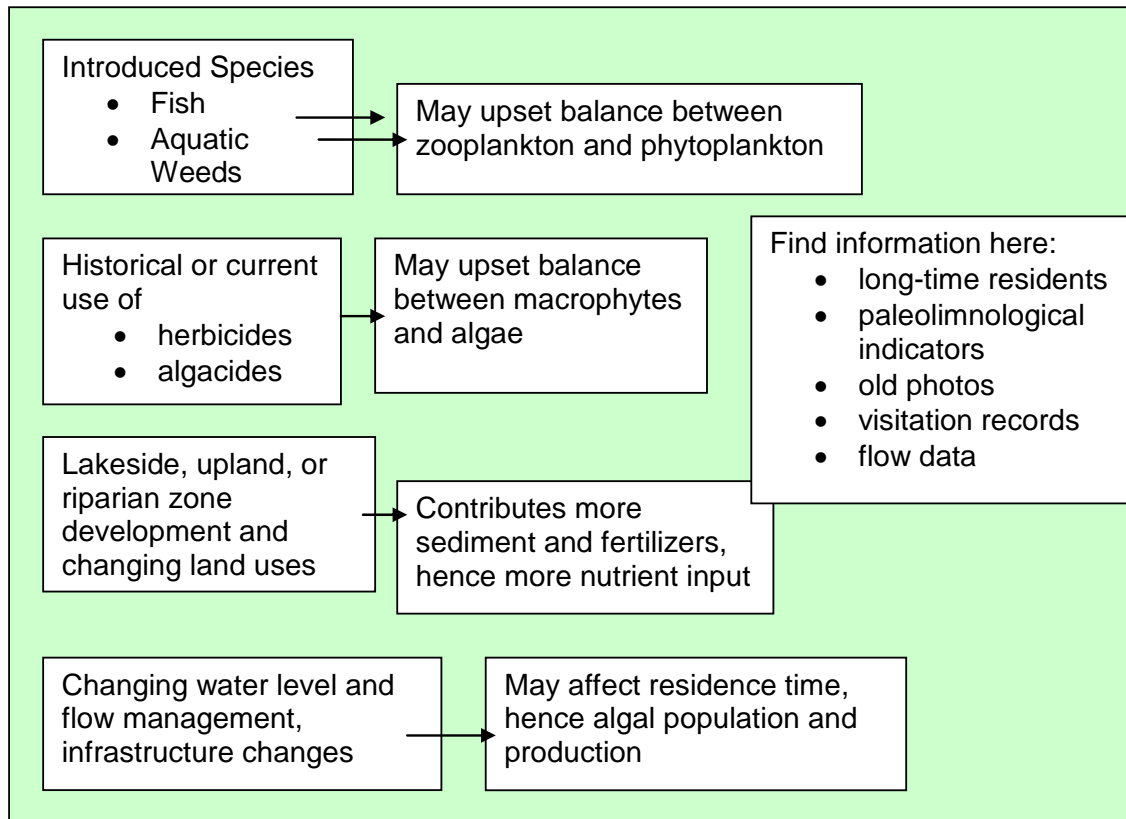 Introduced Species
• Fish
• Aquatic
Weeds
May upset balance between
zooplankton and phytoplankton
Historical or current
use of
• herbicides
• algacides
May upset balance
between macrophytes
and algae
Find information here:
• long-time residents
• paleolimnological
indicators
• old photos
• visitation records
• flow data
Lakeside, upland, or
riparian zone
development and
changing land uses
Contributes more
sediment and fertilizers,
hence more nutrient input
Changing water level and
flow management,
infrastructure changes
May affect residence time,
hence algal population and
production